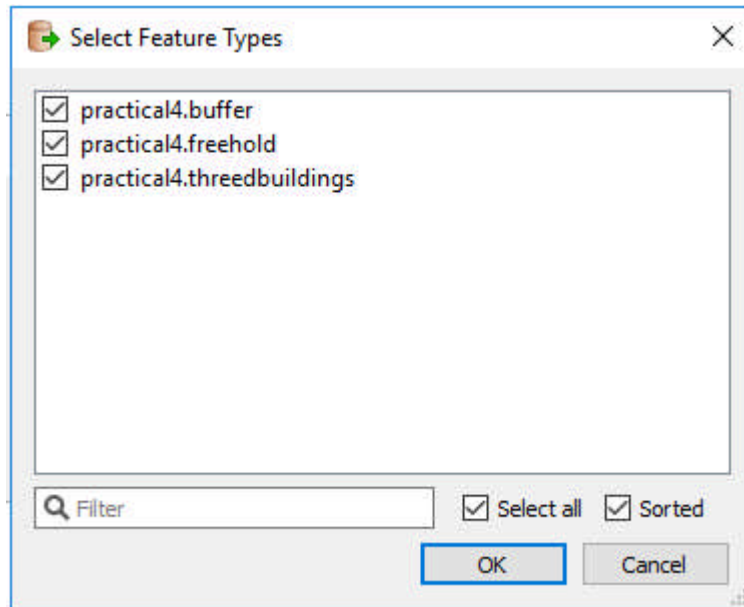 Select Feature Types
practical4.buffer
practical4.freehold
practical4.threedbuildings
Filter Select all Sorted
OK Cancel